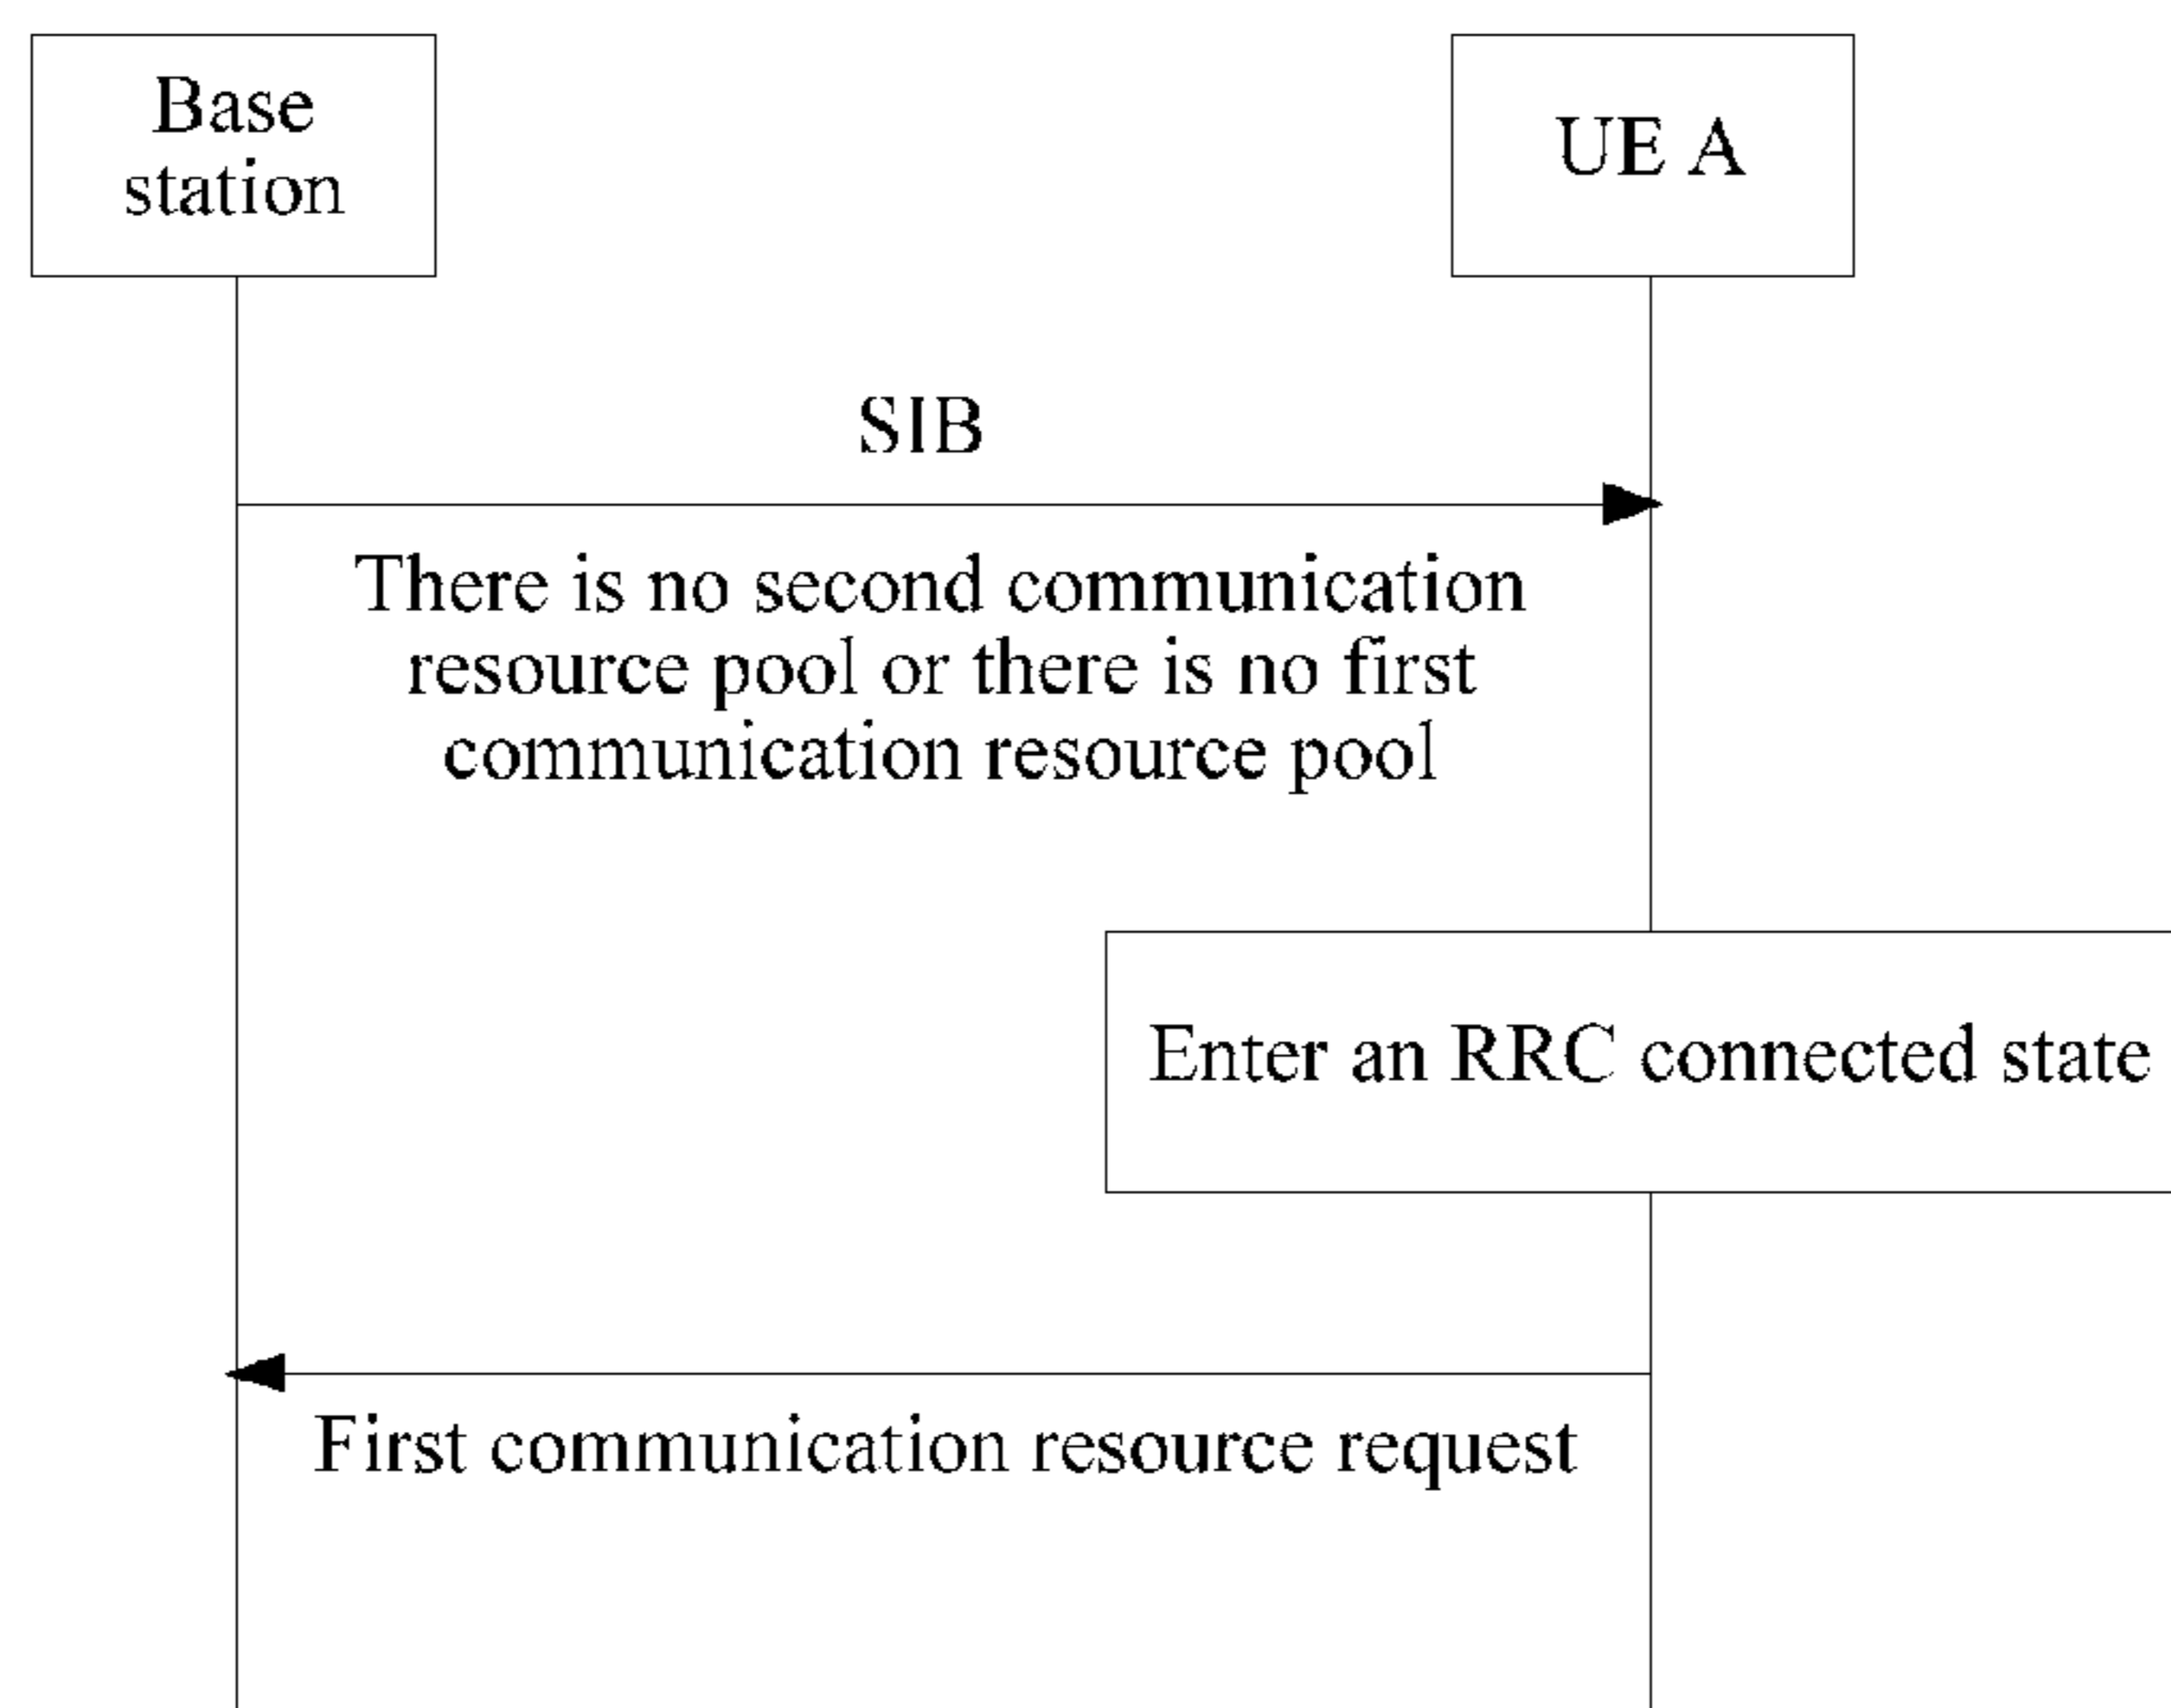 Base
station
UE A
SIB
There is no second communication
resource pool or there is no first
communication resource pool
Enter an RRC connected state
First communication resource request